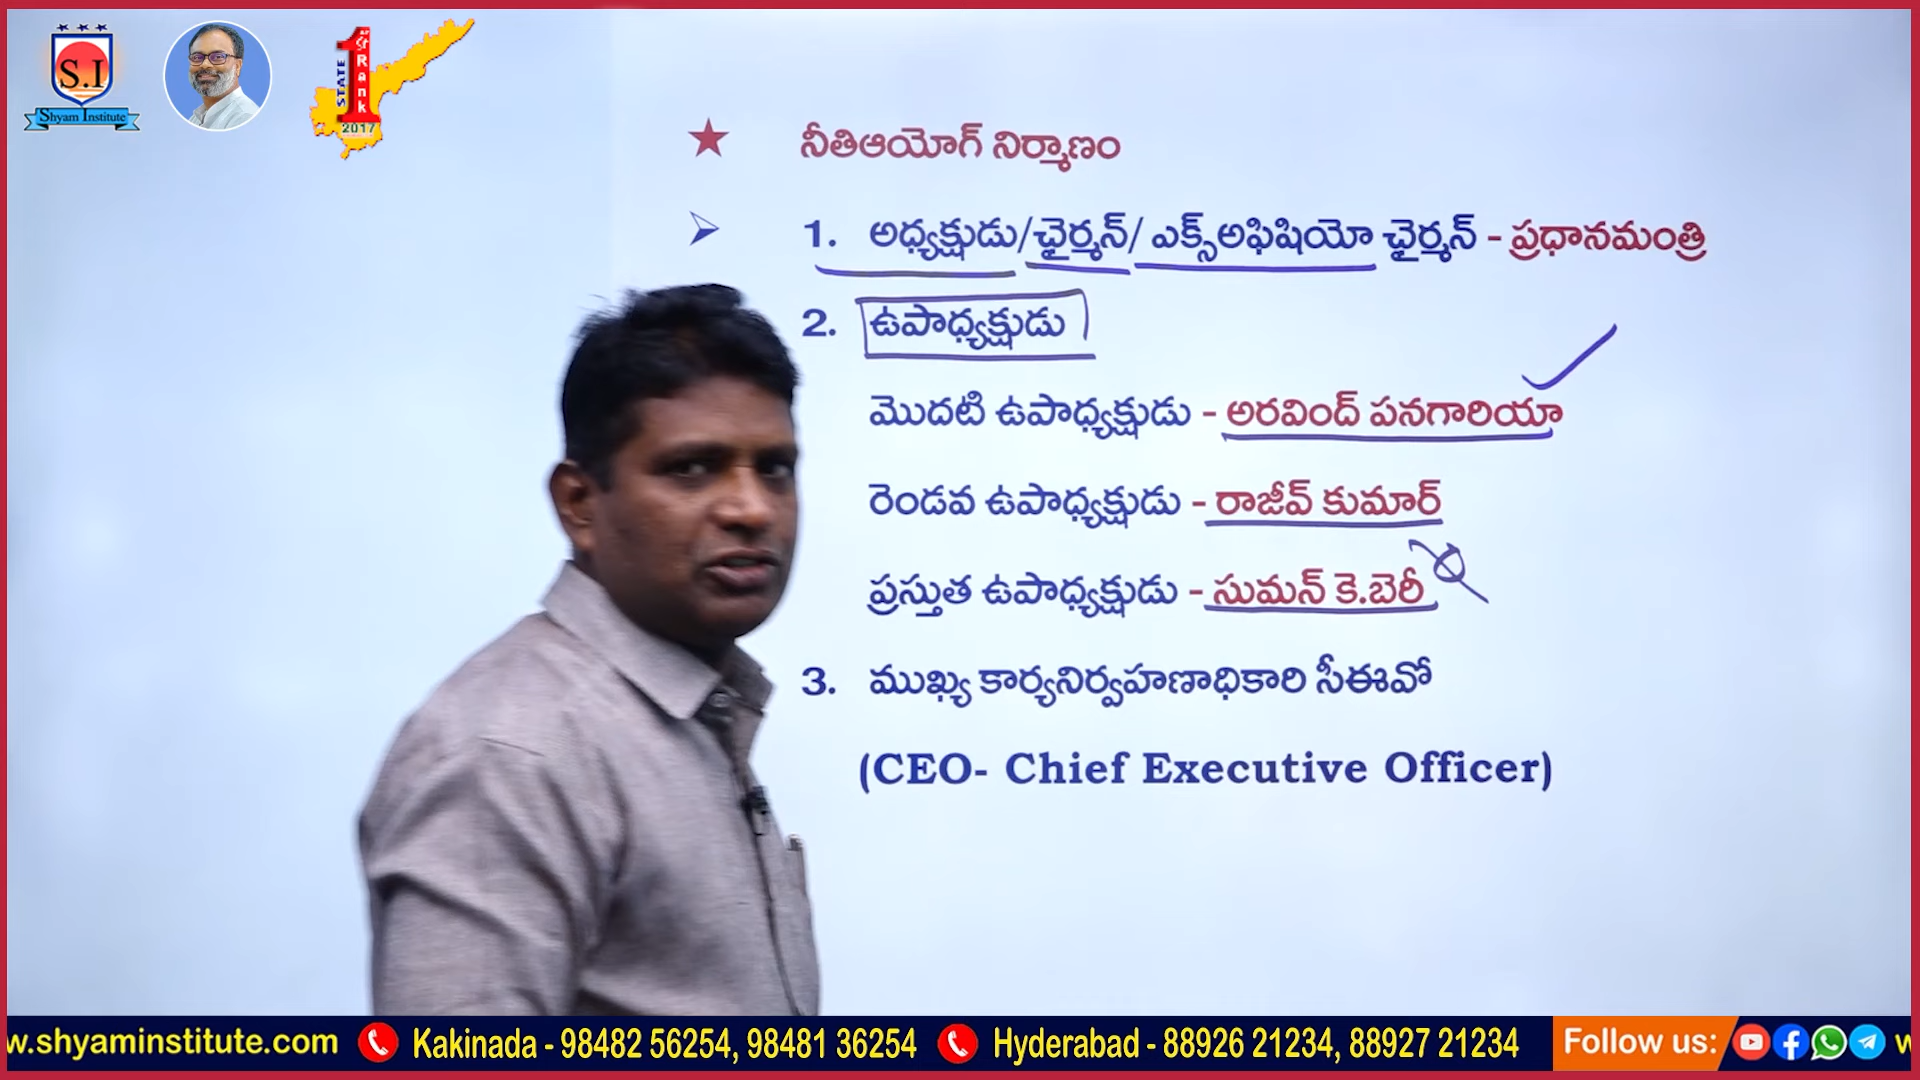 S.I
Shyam Institute
STATE
1st Rank
2017
నీతిఆయోగ్ నిర్మాణం
1. అధ్యక్షుడు/ఛైర్మన్/ ఎక్స్అఫిషియో ఛైర్మన్ - ప్రధానమంత్రి
2. ఉపాధ్యక్షుడు
మొదటి ఉపాధ్యక్షుడు - అరవింద్ పనగారియా
రెండవ ఉపాధ్యక్షుడు - రాజీవ్ కుమార్
ప్రస్తుత ఉపాధ్యక్షుడు - సుమన్ కె.బెరీ
3. ముఖ్య కార్యనిర్వహణాధికారి సీఈవో
(CEO- Chief Executive Officer)
w.shyaminstitute.com Kakinada - 98482 56254, 98481 36254 Hyderabad - 88926 21234, 88927 21234 Follow us: w